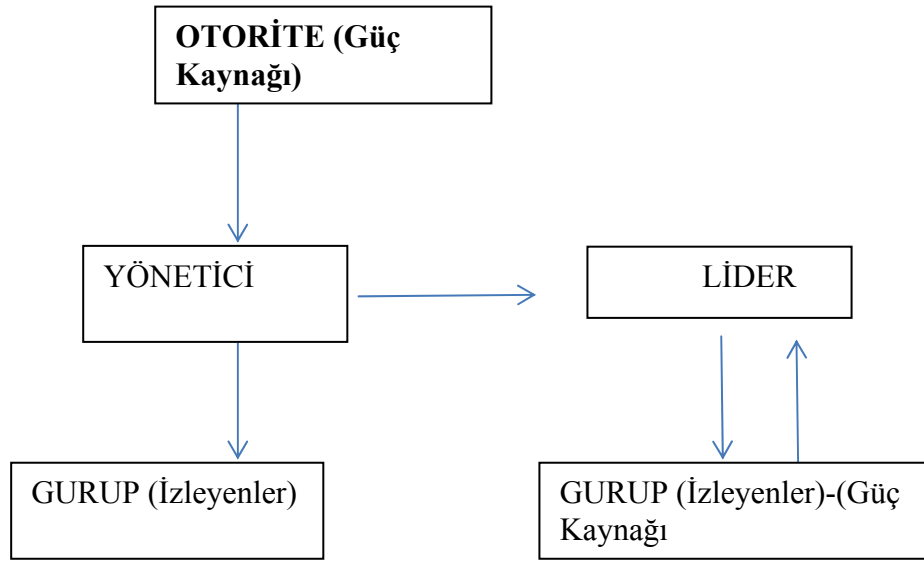 OTORİTE (Güç
Kaynağı)
YÖNETİCİ
LİDER
GURUP (İzleyenler)
GURUP (İzleyenler)-(Güç
Kaynağı